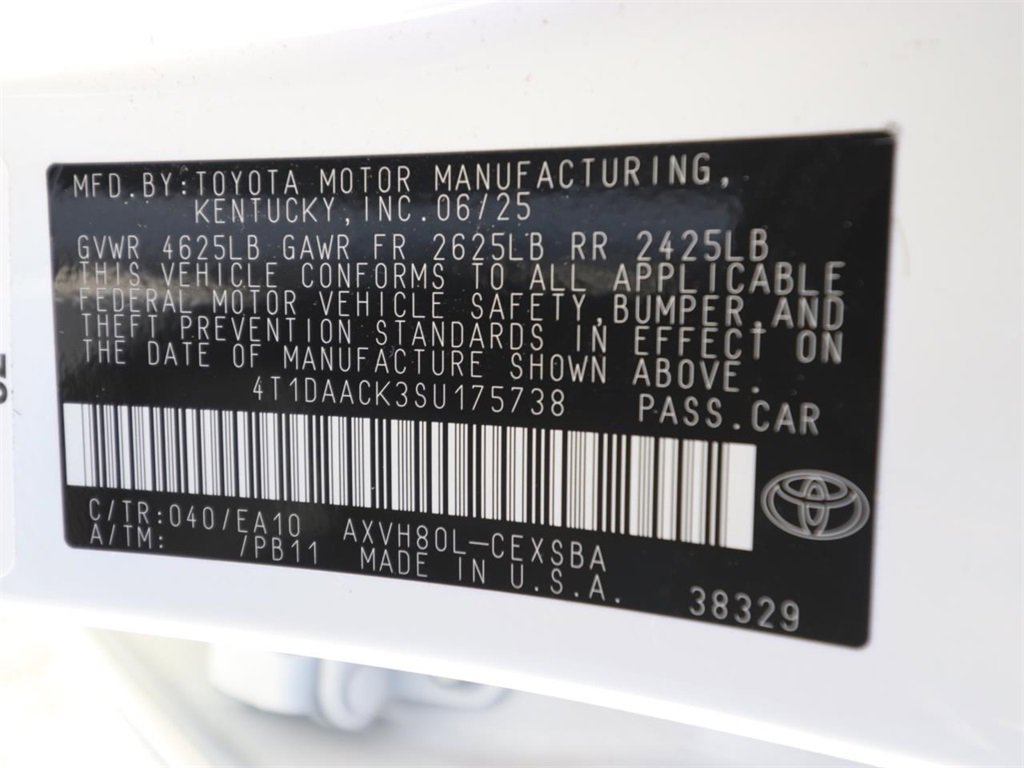 MFD.BY:TOYOTA MOTOR MANUFACTURING,
KENTUCKY,INC.06/25
GVWR 4625LB GAWR FR 2625LB RR 2425LB
THIS VEHICLE CONFORMS TO ALL APPLICABLE
FEDERAL MOTOR VEHICLE SAFETY,BUMPER,AND
THEFT PREVENTION STANDARDS IN EFFECT ON
THE DATE OF MANUFACTURE SHOWN ABOVE.
4T1DAACK3SU175738 PASS.CAR
C/TR:040/EA10 AXVH80L-CEXSBA
A/TM: /PB11 MADE IN U.S.A.
38329